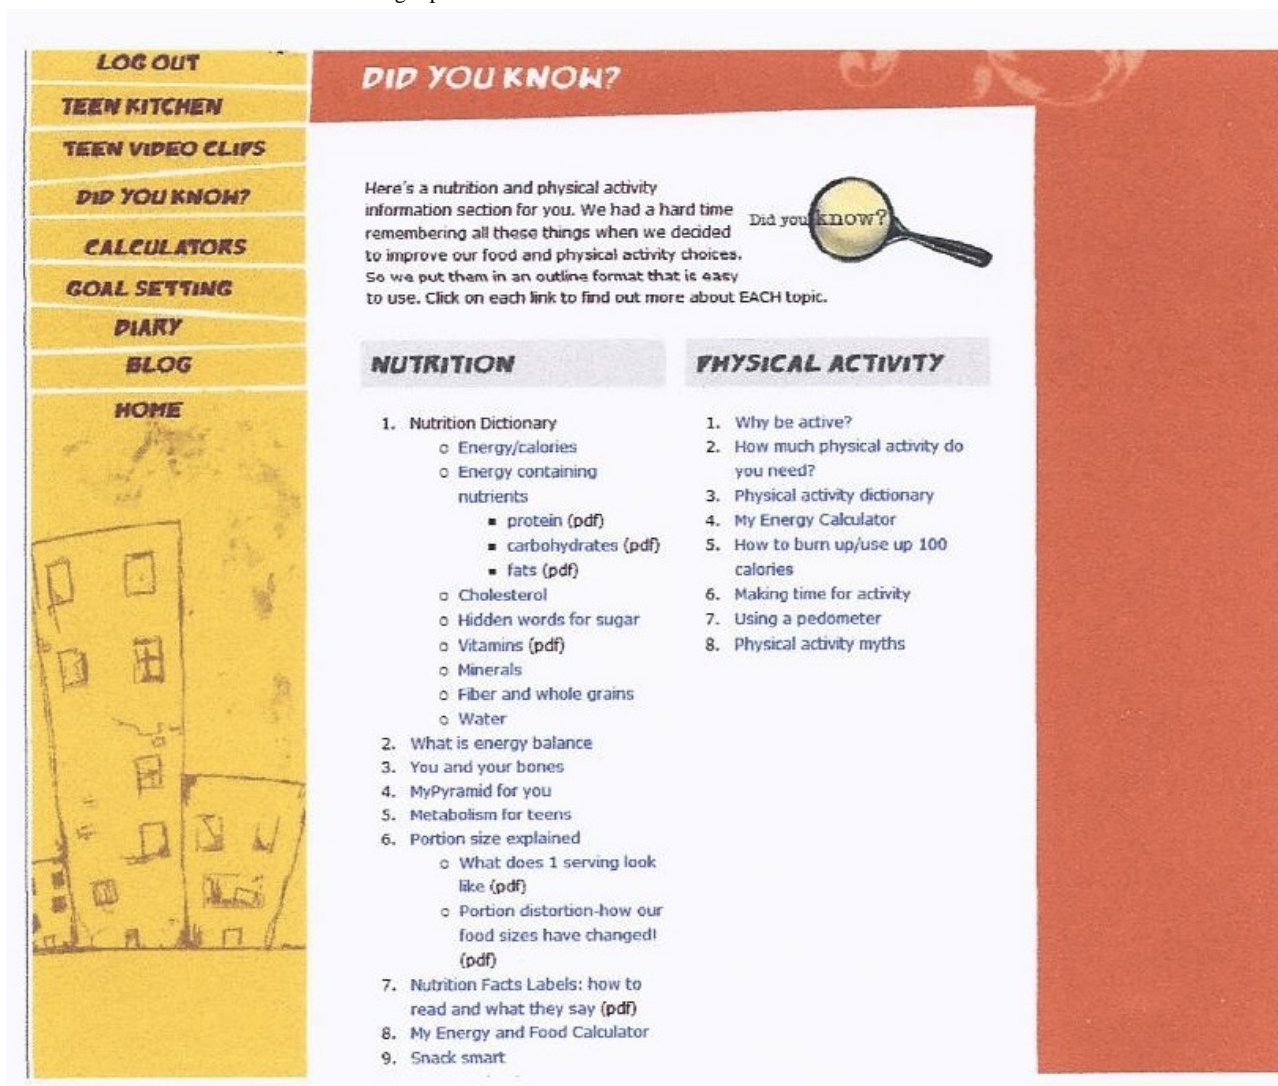 LOG OUT
TEEN KITCHEN
TEEN VIDEO CLIPS
DID YOU KNOW?
CALCULATORS
GOAL SETTING
DIARY
BLOG
HOME
DID YOU KNOW?
Here's a nutrition and physical activity
information section for you. We had a hard time
remembering all these things when we decided
to improve our food and physical activity choices.
So we put them in an outline format that is easy
to use. Click on each link to find out more about EACH topic.
Did you know?
NUTRITION
1. Nutrition Dictionary
o Energy/calories
o Energy containing
nutrients
▪ protein (pdf)
▪ carbohydrates (pdf)
▪ fats (pdf)
o Cholesterol
o Hidden words for sugar
o Vitamins (pdf)
o Minerals
o Fiber and whole grains
o Water
2. What is energy balance
3. You and your bones
4. MyPyramid for you
5. Metabolism for teens
6. Portion size explained
o What does 1 serving look
like (pdf)
o Portion distortion-how our
food sizes have changed!
(pdf)
7. Nutrition Facts Labels: how to
read and what they say (pdf)
8. My Energy and Food Calculator
9. Snack smart
PHYSICAL ACTIVITY
1. Why be active?
2. How much physical activity do
you need?
3. Physical activity dictionary
4. My Energy Calculator
5. How to burn up/use up 100
calories
6. Making time for activity
7. Using a pedometer
8. Physical activity myths